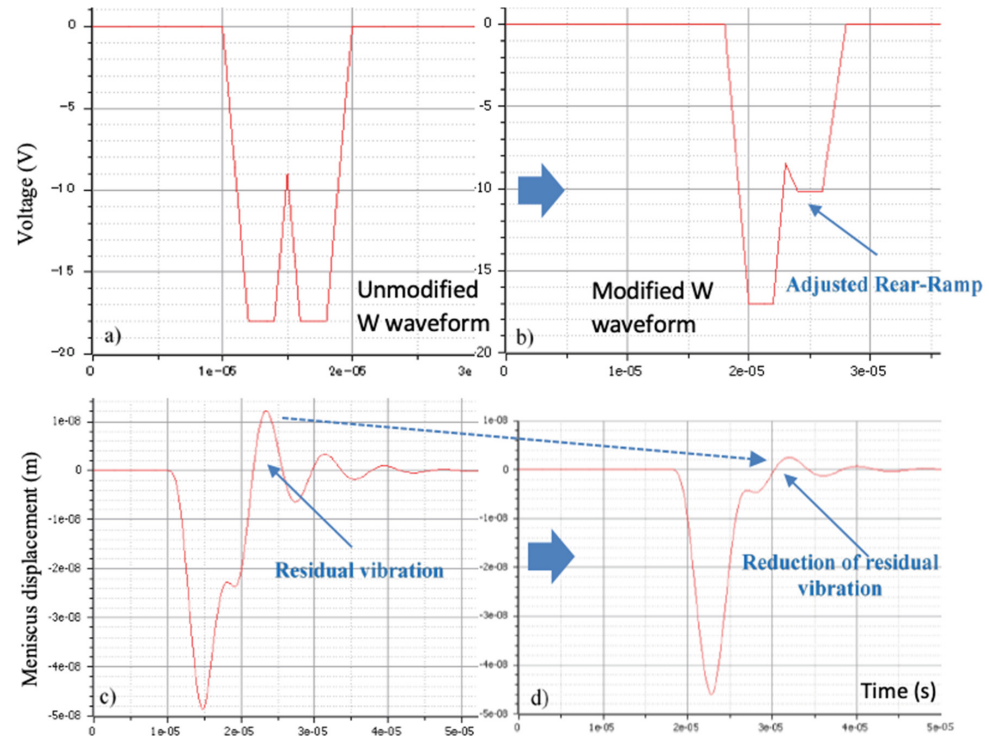 Voltage (V)
0
-5
-10
-15
-20
0
1e-05
2e-05
3e
Unmodified
W waveform
a)
0
-5
-10
-15
-20
0
1e-05
2e-05
3e-05
Modified W
waveform
Adjusted Rear-Ramp
b)
Meniscus displacement (m)
1e-08
0
-1e-08
-2e-08
-3e-08
-4e-08
-5e-08
0
1e-05
2e-05
3e-05
4e-05
5e-05
Residual vibration
c)
1e-08
0
-1e-08
-2e-08
-3e-08
-4e-08
-5e-08
0
1e-05
2e-05
3e-05
4e-05
5e-05
Reduction of residual
vibration
d)
Time (s)